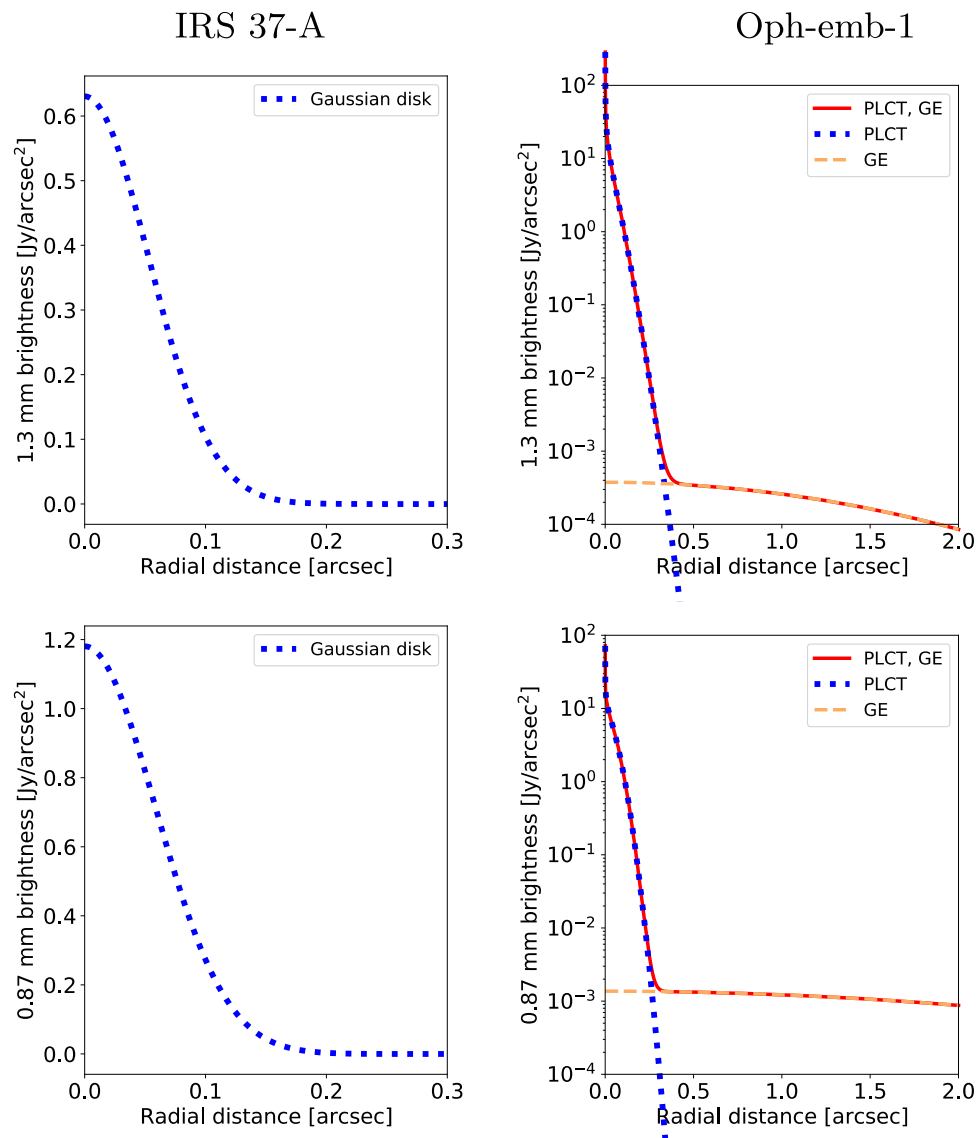 IRS 37-A
Oph-emb-1
Gaussian disk
1.3 mm brightness [Jy/arcsec²]
0.6
0.5
0.4
0.3
0.2
0.1
0.0
0.0 0.1 0.2 0.3
Radial distance [arcsec]
PLCT, GE
PLCT
GE
1.3 mm brightness [Jy/arcsec²]
10²
10¹
10⁰
10⁻¹
10⁻²
10⁻³
10⁻⁴
0.0 0.5 1.0 1.5 2.0
Radial distance [arcsec]
Gaussian disk
0.87 mm brightness [Jy/arcsec²]
1.2
1.0
0.8
0.6
0.4
0.2
0.0
0.0 0.1 0.2 0.3
Radial distance [arcsec]
PLCT, GE
PLCT
GE
0.87 mm brightness [Jy/arcsec²]
10²
10¹
10⁰
10⁻¹
10⁻²
10⁻³
10⁻⁴
0.0 0.5 1.0 1.5 2.0
Radial distance [arcsec]